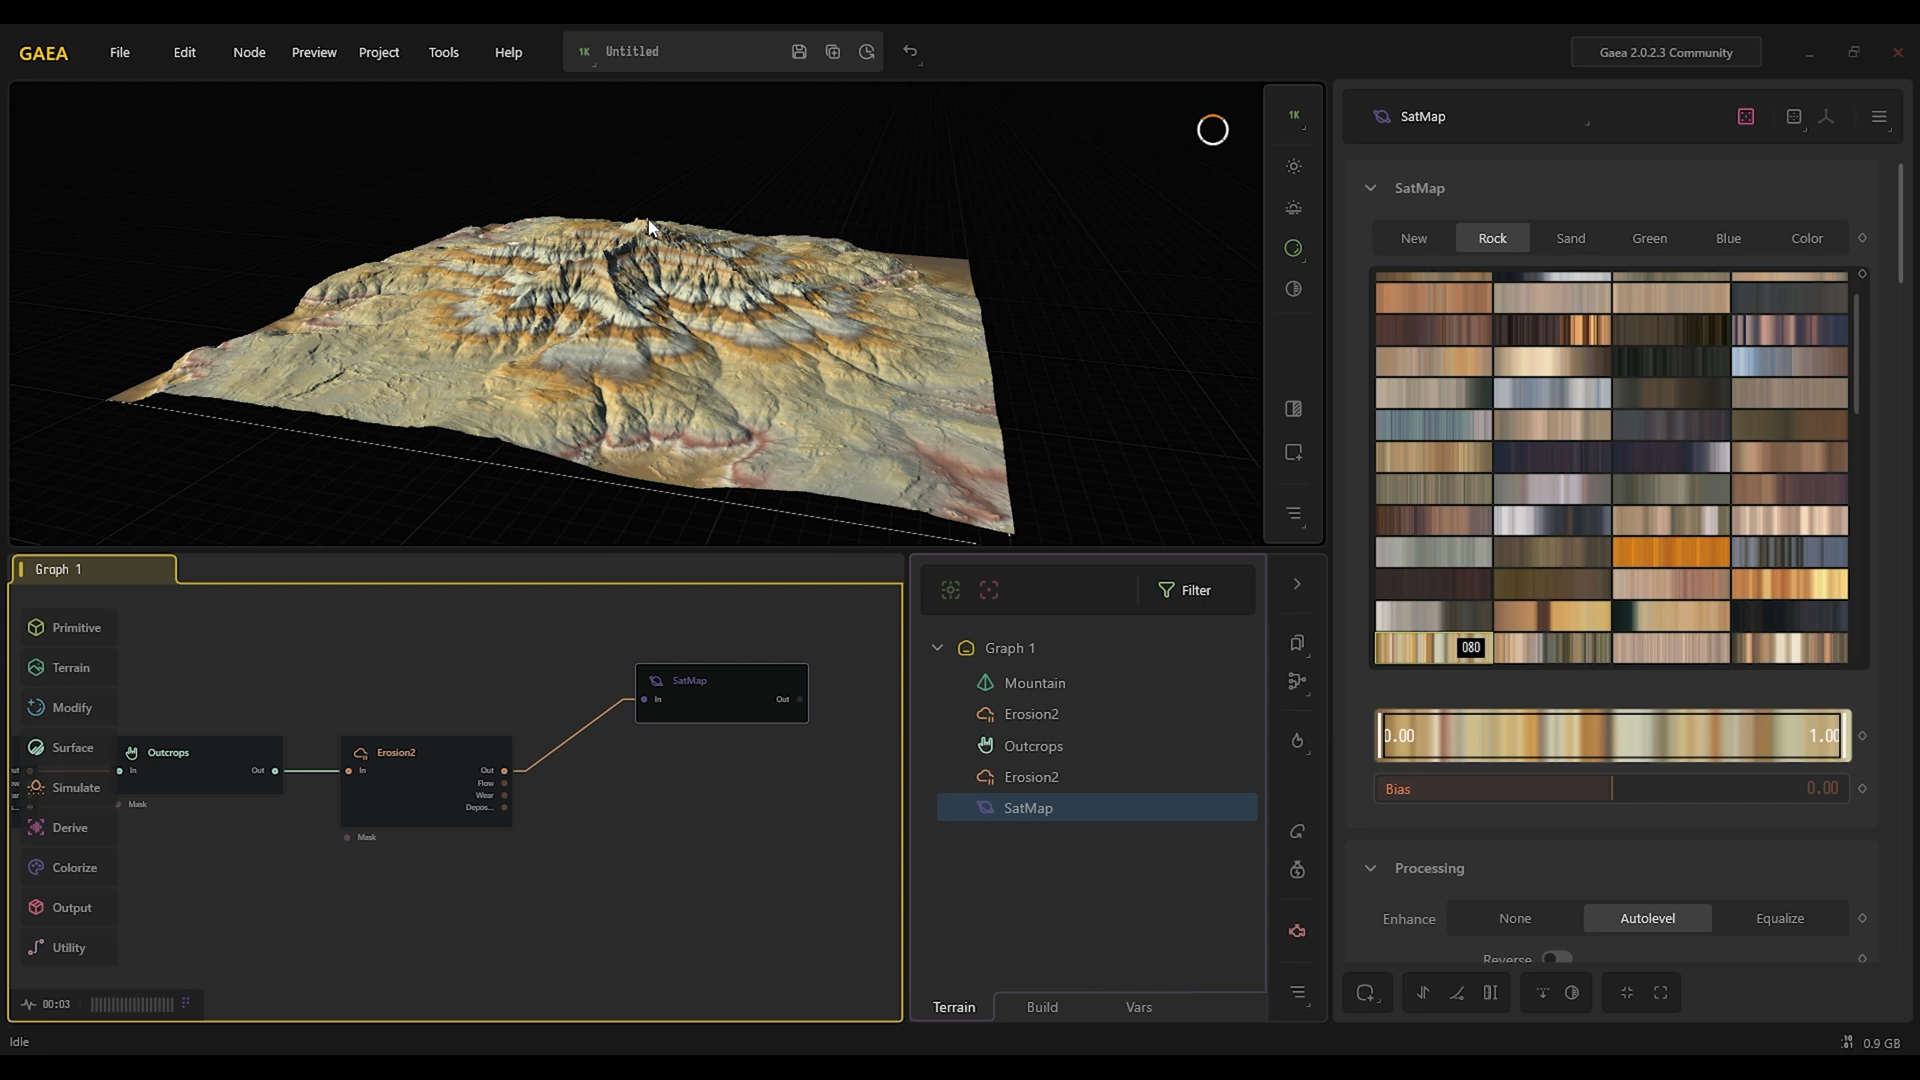 GAEA File Edit Node Preview Project Tools Help 1K Untitled Gaea 2.0.2.3 Community
1K
SatMap
SatMap
New Rock Sand Green Blue Color
080
0.00 1.00
Bias 0.00
Processing
Enhance None Autolevel Equalize
Reverse
Graph 1
Primitive
Terrain
Modify
Surface
Simulate
Derive
Colorize
Output
Utility
Outcrops
In Out
Mask
Erosion2
In Out
Flow
Wear
Depos...
Mask
SatMap
In Out
00:03
Filter
Graph 1
Mountain
Erosion2
Outcrops
Erosion2
SatMap
Terrain Build Vars
Idle 0.9 GB